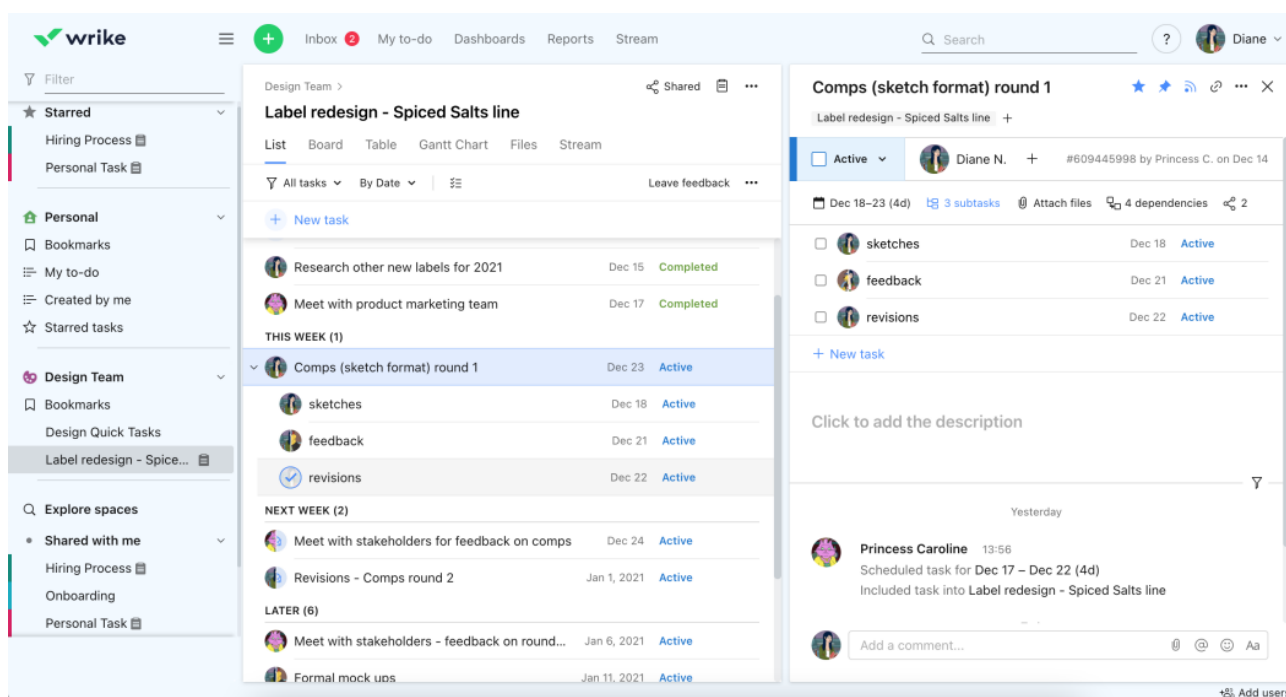 wrike
Inbox 2 My to-do Dashboards Reports Stream
Search
?
Diane
Filter
Starred
Hiring Process
Personal Task
Personal
Bookmarks
My to-do
Created by me
Starred tasks
Design Team
Bookmarks
Design Quick Tasks
Label redesign - Spice...
Explore spaces
Shared with me
Hiring Process
Onboarding
Personal Task
Design Team >
Shared
Label redesign - Spiced Salts line
List Board Table Gantt Chart Files Stream
All tasks By Date Leave feedback
+ New task
Research other new labels for 2021 Dec 15 Completed
Meet with product marketing team Dec 17 Completed
THIS WEEK (1)
Comps (sketch format) round 1 Dec 23 Active
sketches Dec 18 Active
feedback Dec 21 Active
revisions Dec 22 Active
NEXT WEEK (2)
Meet with stakeholders for feedback on comps Dec 24 Active
Revisions - Comps round 2 Jan 1, 2021 Active
LATER (6)
Meet with stakeholders - feedback on round... Jan 6, 2021 Active
Formal mock ups Jan 11, 2021 Active
Comps (sketch format) round 1
Label redesign - Spiced Salts line +
Active Diane N. + #609445998 by Princess C. on Dec 14
Dec 18–23 (4d) 3 subtasks Attach files 4 dependencies 2
sketches Dec 18 Active
feedback Dec 21 Active
revisions Dec 22 Active
+ New task
Click to add the description
Yesterday
Princess Caroline 13:56
Scheduled task for Dec 17 – Dec 22 (4d)
Included task into Label redesign - Spiced Salts line
Add a comment... @ Aa
Add user